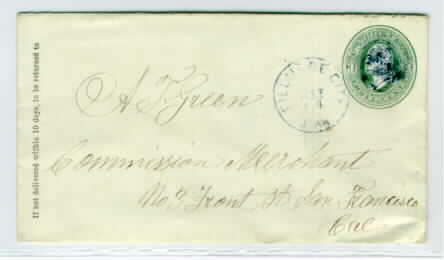 If not delivered within 10 days, to be returned to
A T Green
Commission Merchant
No 3 Front St San Francisco
Cal